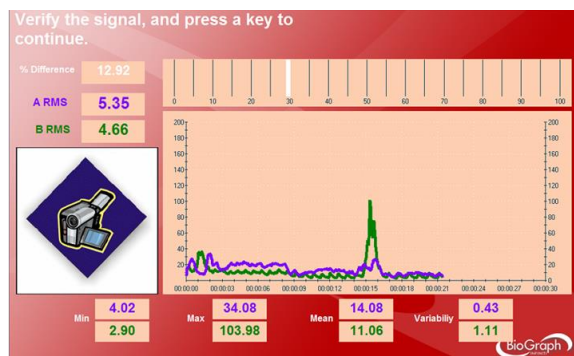 Verify the signal, and press a key to
continue.
% Difference 12.92
A RMS 5.35
B RMS 4.66
0 10 20 30 40 50 60 70 80 90 100
200 200
180 180
160 160
140 140
120 120
100 100
80 80
60 60
40 40
20 20
0 0
00:00:00 00:00:03 00:00:06 00:00:09 00:00:12 00:00:15 00:00:18 00:00:21 00:00:24 00:00:27 00:00:30
Min 4.02 2.90 Max 34.08 103.98 Mean 14.08 11.06 Variabiliy 0.43 1.11
BioGraph